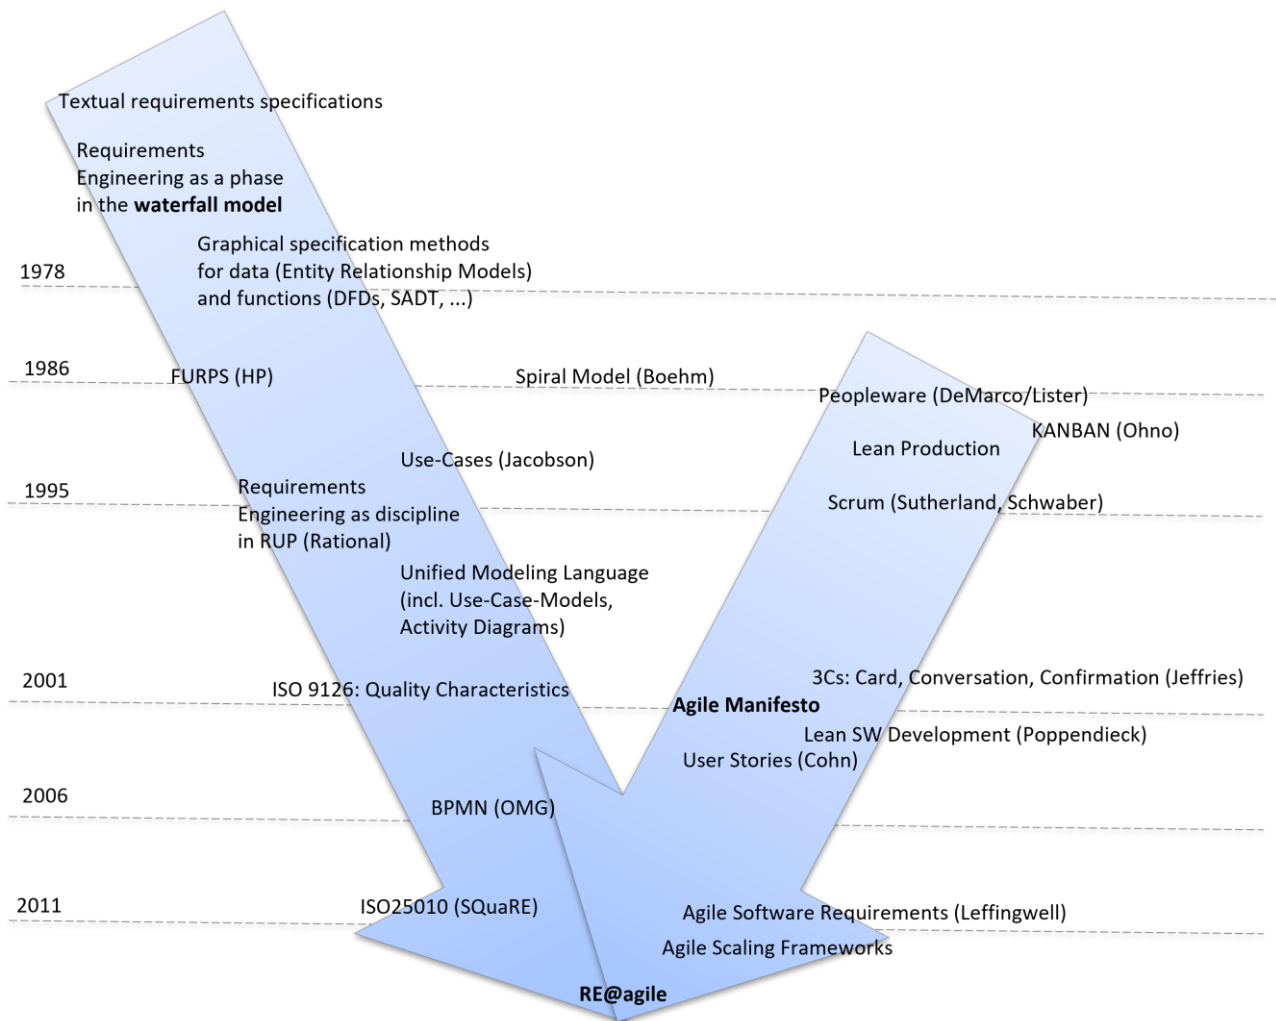 Textual requirements specifications
Requirements
Engineering as a phase
in the waterfall model
Graphical specification methods
1978
for data (Entity Relationship Models)
and functions (DFDs, SADT, ...)
1986
FURPS (HP)
Spiral Model (Boehm)
Peopleware (DeMarco/Lister)
KANBAN (Ohno)
Lean Production
Use-Cases (Jacobson)
1995
Requirements
Engineering as discipline
in RUP (Rational)
Scrum (Sutherland, Schwaber)
Unified Modeling Language
(incl. Use-Case-Models,
Activity Diagrams)
2001
ISO 9126: Quality Characteristics
3Cs: Card, Conversation, Confirmation (Jeffries)
Agile Manifesto
Lean SW Development (Poppendieck)
User Stories (Cohn)
2006
BPMN (OMG)
2011
ISO25010 (SQuaRE)
Agile Software Requirements (Leffingwell)
Agile Scaling Frameworks
RE@agile